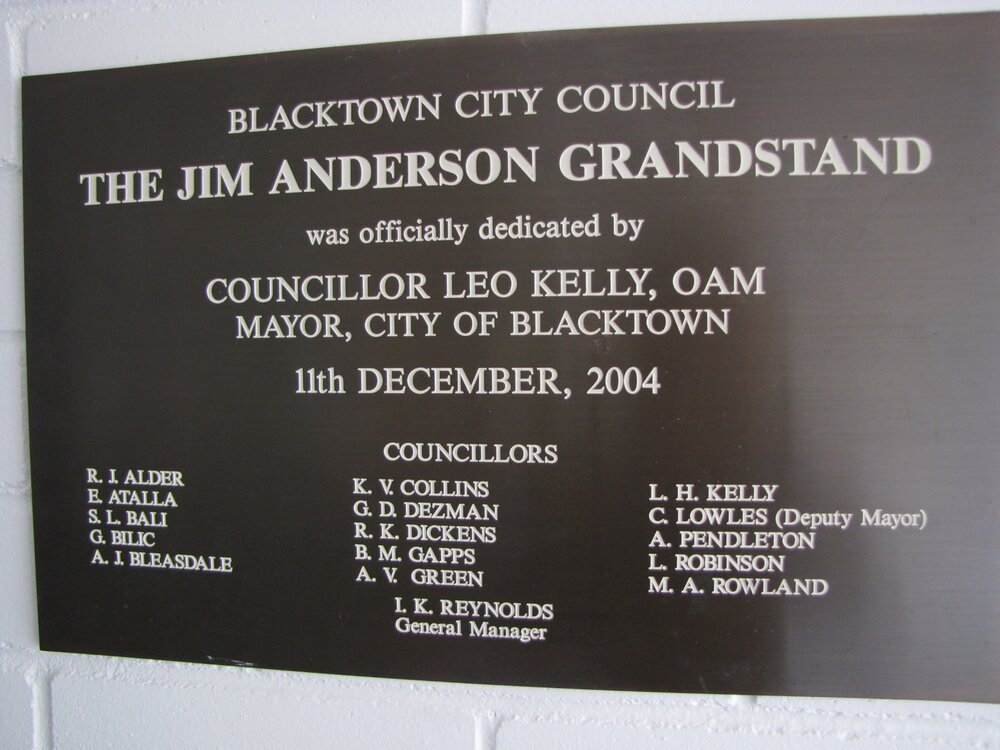 BLACKTOWN CITY COUNCIL
THE JIM ANDERSON GRANDSTAND
was officially dedicated by
COUNCILLOR LEO KELLY, OAM
MAYOR, CITY OF BLACKTOWN
11th DECEMBER, 2004
COUNCILLORS
R. J. ALDER
E. ATALLA
S. L. BALI
G. BILIC
A. J. BLEASDALE
K. V. COLLINS
G. D. DEZMAN
R. K. DICKENS
B. M. GAPPS
A. V. GREEN
L. H. KELLY
C. LOWLES (Deputy Mayor)
A. PENDLETON
L. ROBINSON
M. A. ROWLAND
I. K. REYNOLDS
General Manager